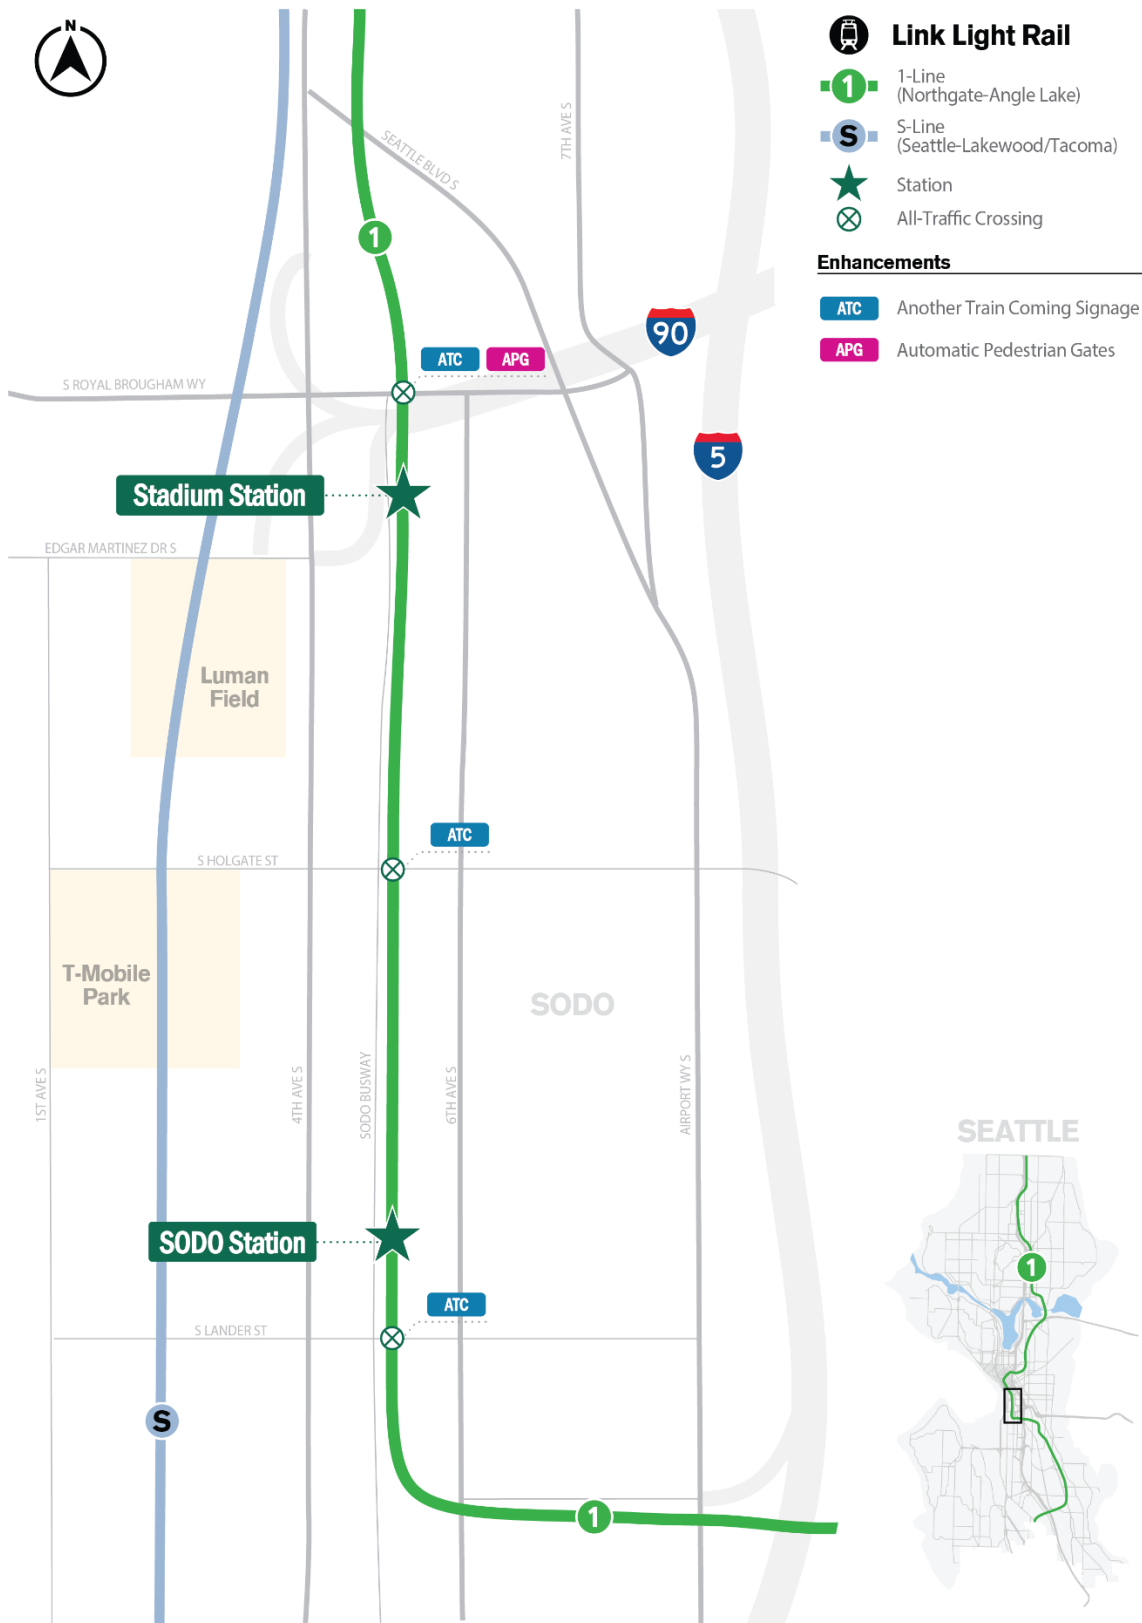 N
Link Light Rail
1
1-Line
(Northgate-Angle Lake)
S
S-Line
(Seattle-Lakewood/Tacoma)
Station
All-Traffic Crossing
Enhancements
ATC
Another Train Coming Signage
APG
Automatic Pedestrian Gates
SEATTLE BLVD S
7TH AVE S
1
90
ATC
APG
S ROYAL BROUGHAM WY
5
Stadium Station
EDGAR MARTINEZ DR S
Luman
Field
ATC
S HOLGATE ST
T-Mobile
Park
SODO
1ST AVE S
4TH AVE S
SODO BUSWAY
6TH AVE S
AIRPORT WY S
SEATTLE
1
SODO Station
ATC
S LANDER ST
S
1